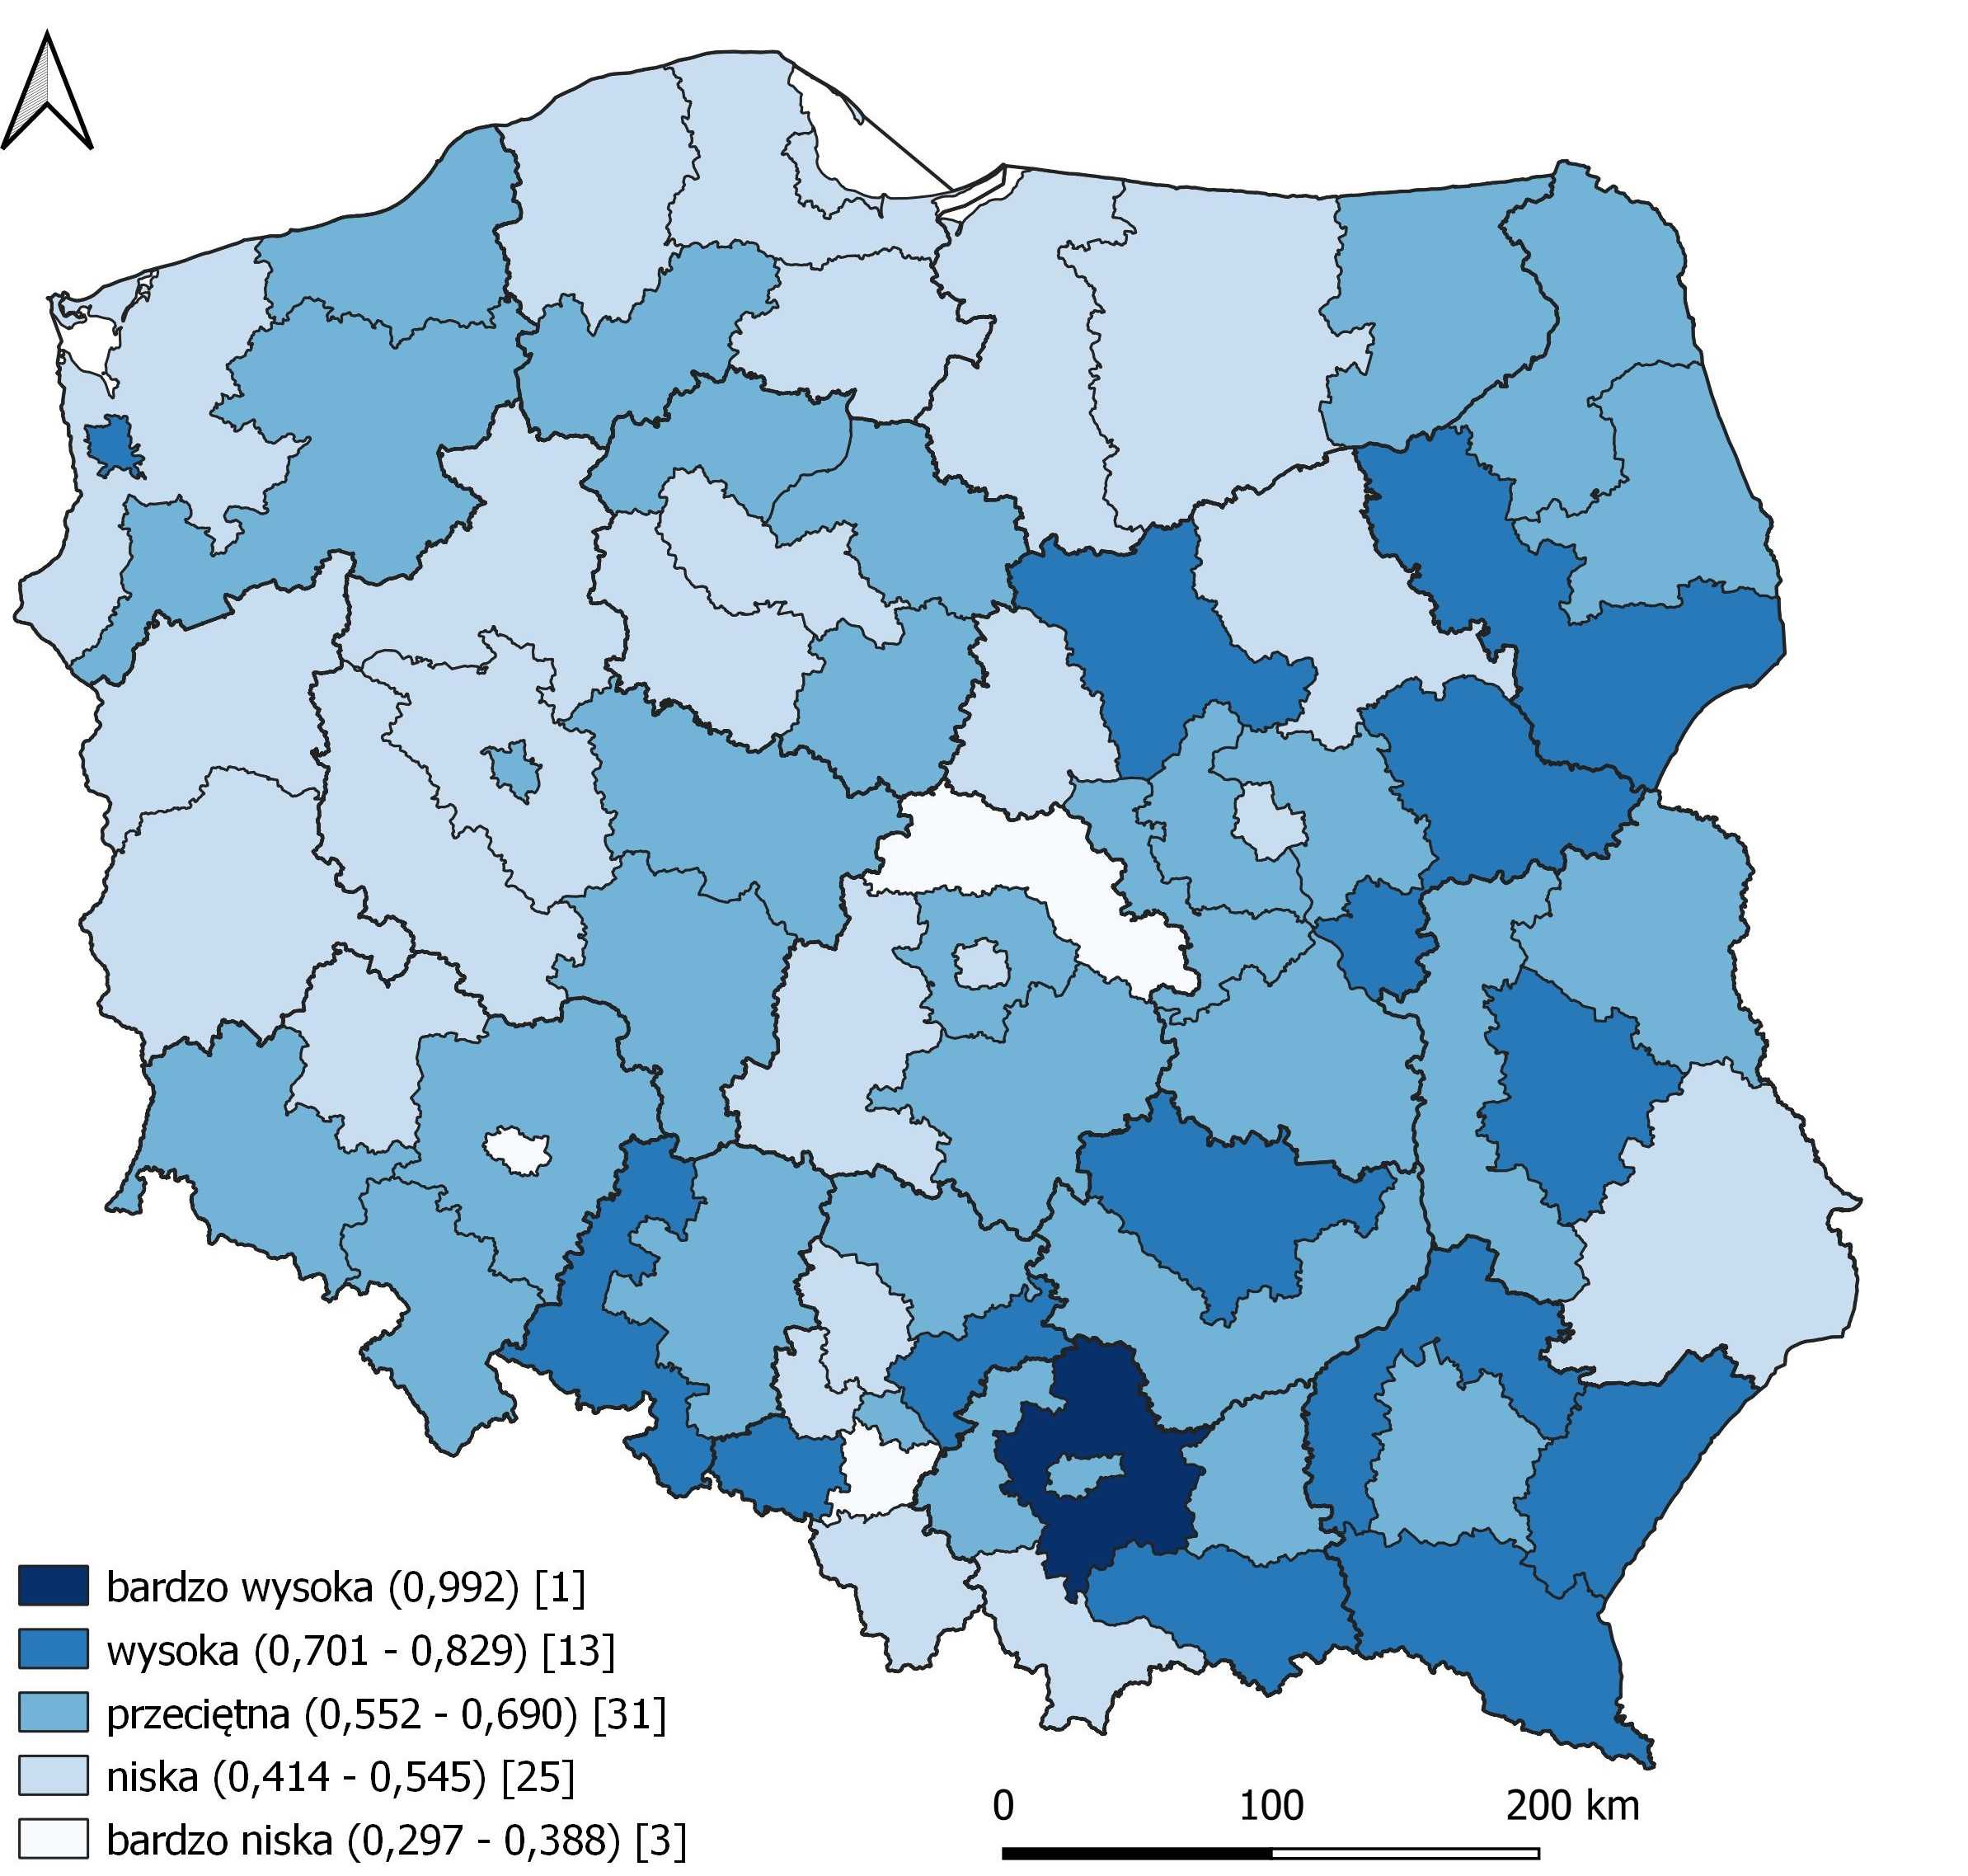 bardzo wysoka (0,992) [1]
wysoka (0,701 - 0,829) [13]
przeciętna (0,552 - 0,690) [31]
niska (0,414 - 0,545) [25]
bardzo niska (0,297 - 0,388) [3]
0 100 200 km